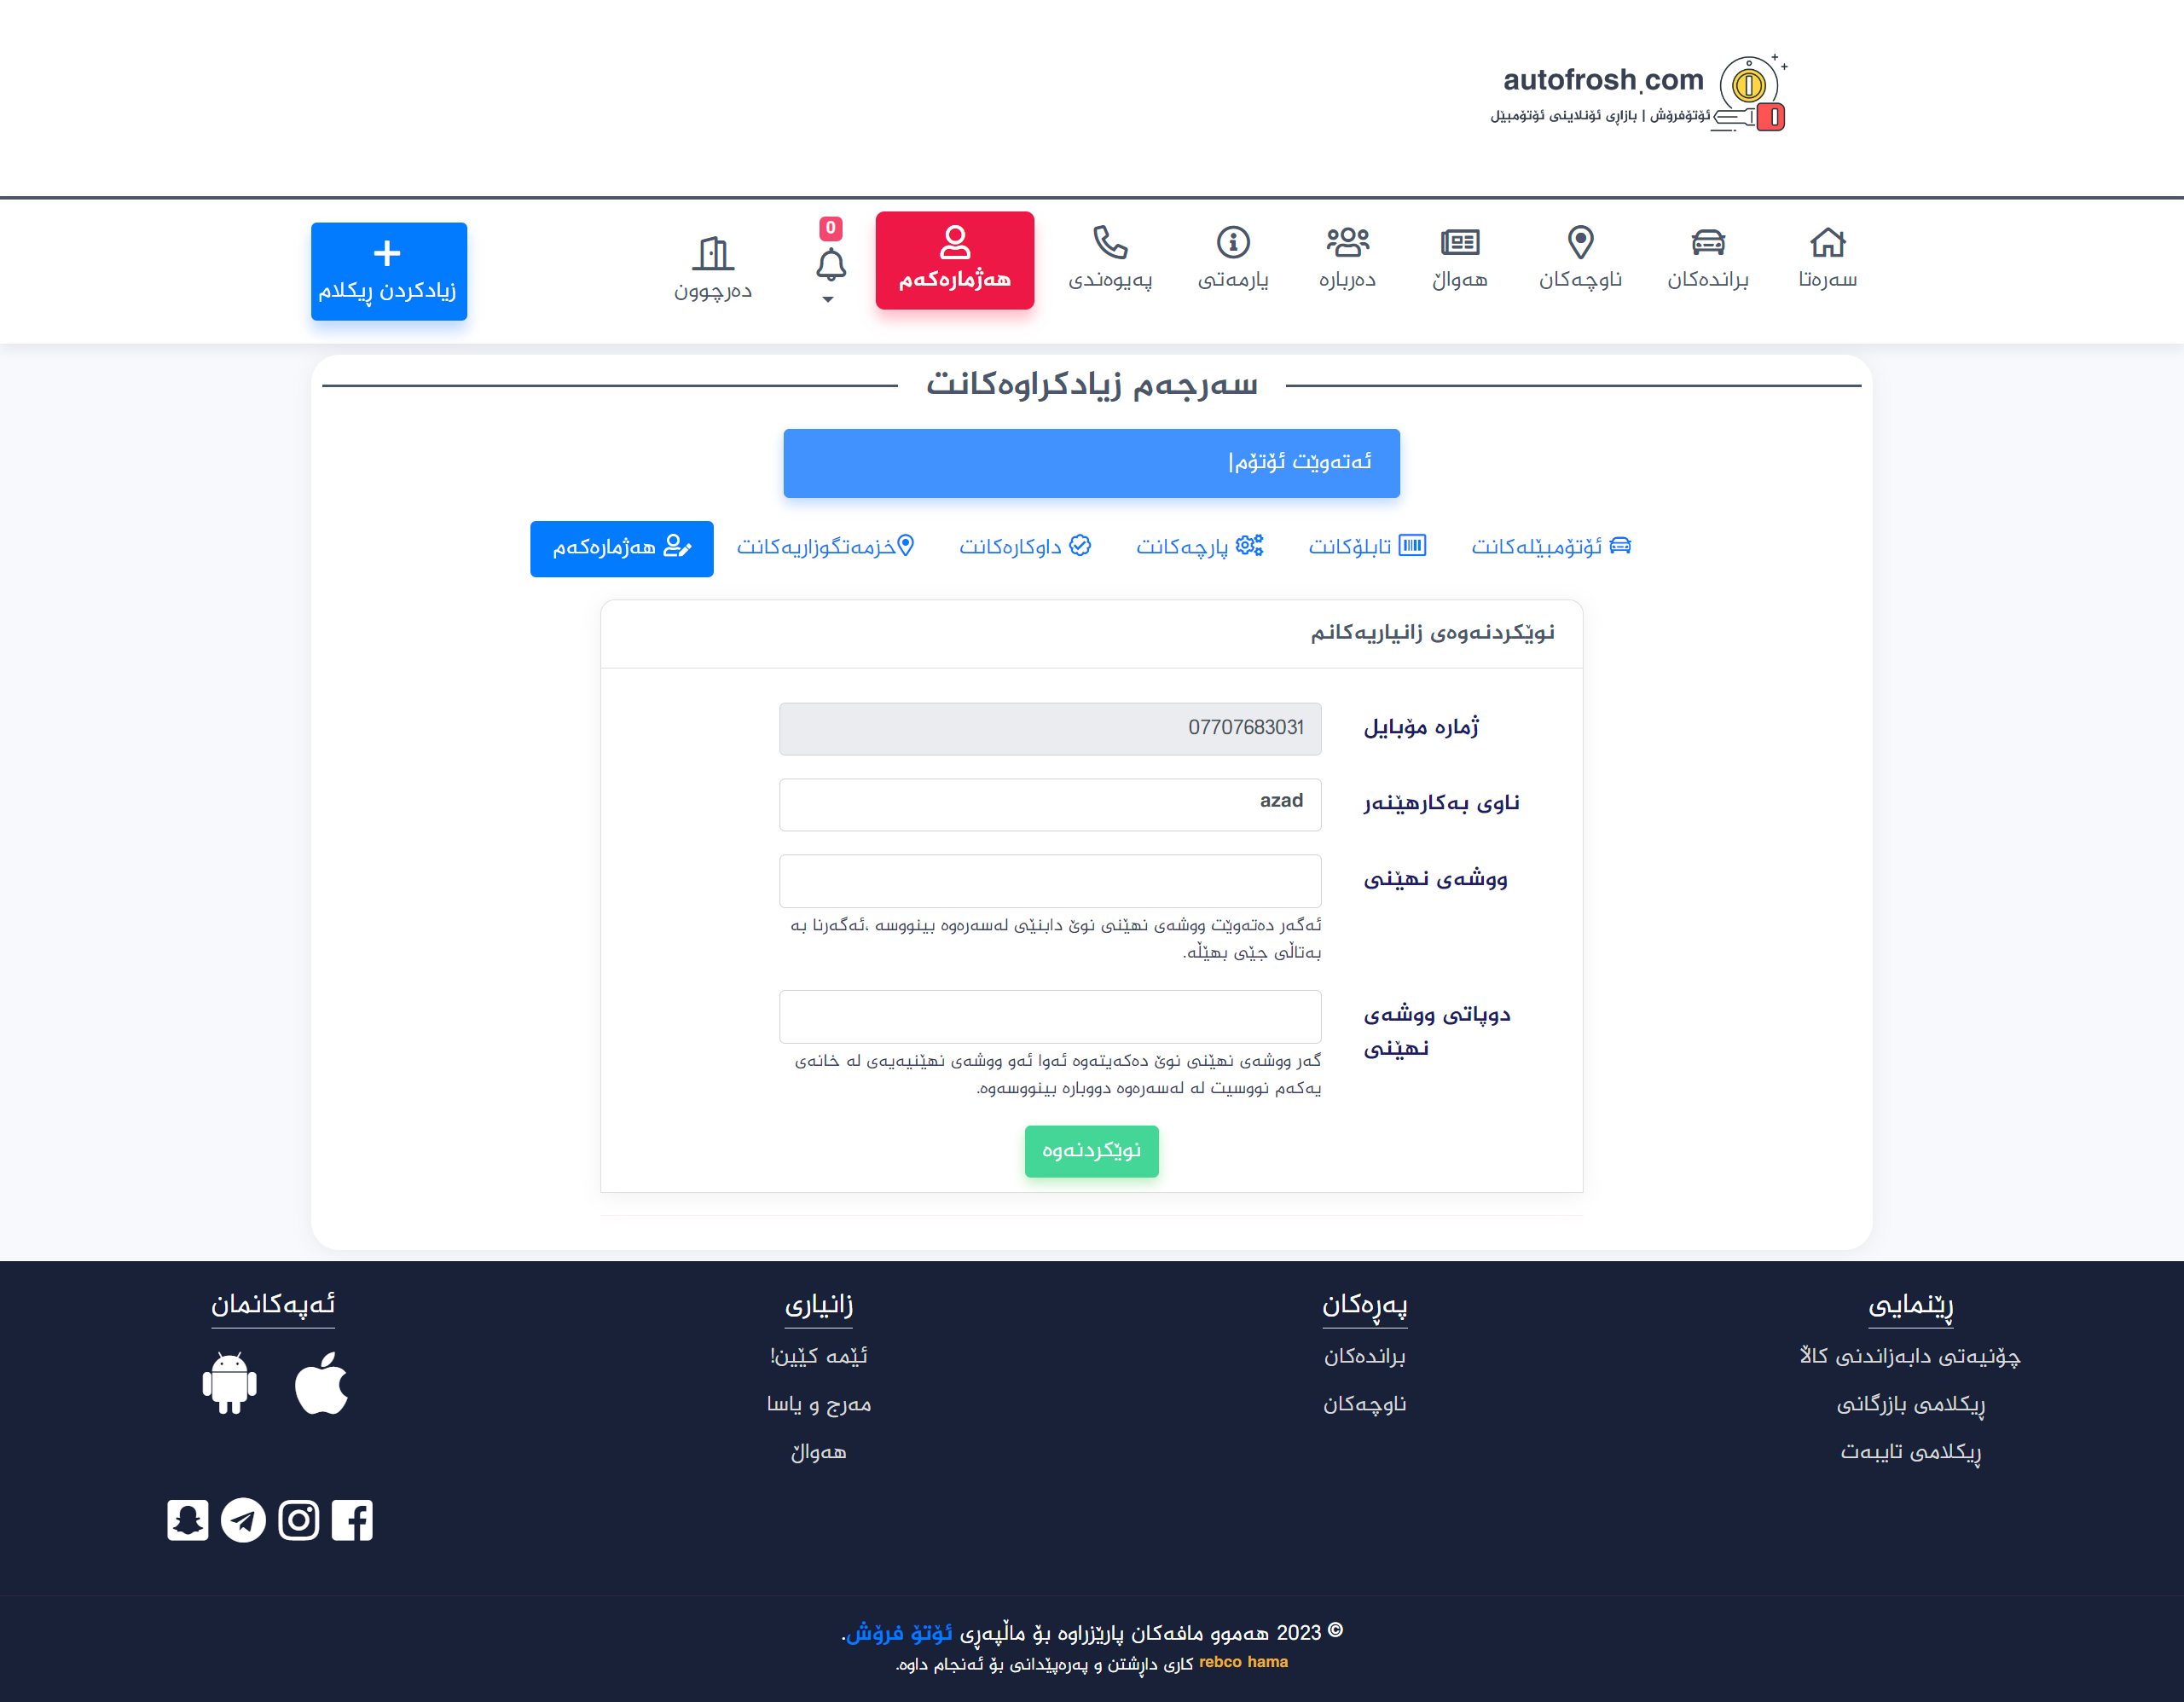 autofrosh.com
ئۆتۆفرۆش | بازاڕی ئۆنلاینی ئۆتۆمبێل
سەرەتا
براندەکان
ناوچەکان
هەواڵ
دەربارە
یارمەتی
پەیوەندی
هەژمارەکەم
0
دەرچوون
زیادکردن ڕیکلام
سەرجەم زیادکراوەکانت
ئەتەوێت ئۆتۆم|
ئۆتۆمبێلەکانت
تابلۆکانت
پارچەکانت
داوکارەکانت
خزمەتگوزاریەکانت
هەژمارەکەم
نوێکردنەوەی زانیاریەکانم
ژمارە مۆبایل
07707683031
ناوی بەکارهێنەر
azad
ووشەی نهێنی
ئەگەر دەتەوێت ووشەی نهێنی نوێ دابنێی لەسەرەوە بینووسە ،ئەگەرنا بە
بەتاڵی جێی بهێڵە.
دوپاتی ووشەی
نهێنی
گەر ووشەی نهێنی نوێ دەکەیتەوە ئەوا ئەو ووشەی نهێنیەیەی لە خانەی
یەکەم نووسیت لە لەسەرەوە دووبارە بینووسەوە.
نوێکردنەوە
ڕێنمایی
چۆنیەتی دابەزاندنی کاڵا
ڕیکلامی بازرگانی
ڕیکلامی تایبەت
پەڕەکان
براندەکان
ناوچەکان
زانیاری
ئێمە کێین!
مەرج و یاسا
هەواڵ
ئەپەکانمان
© 2023 هەموو مافەکان پارێزراوە بۆ ماڵپەڕی ئۆتۆ فرۆش.
rebco hama کاری داڕشتن و پەرەپێدانی بۆ ئەنجام داوە.